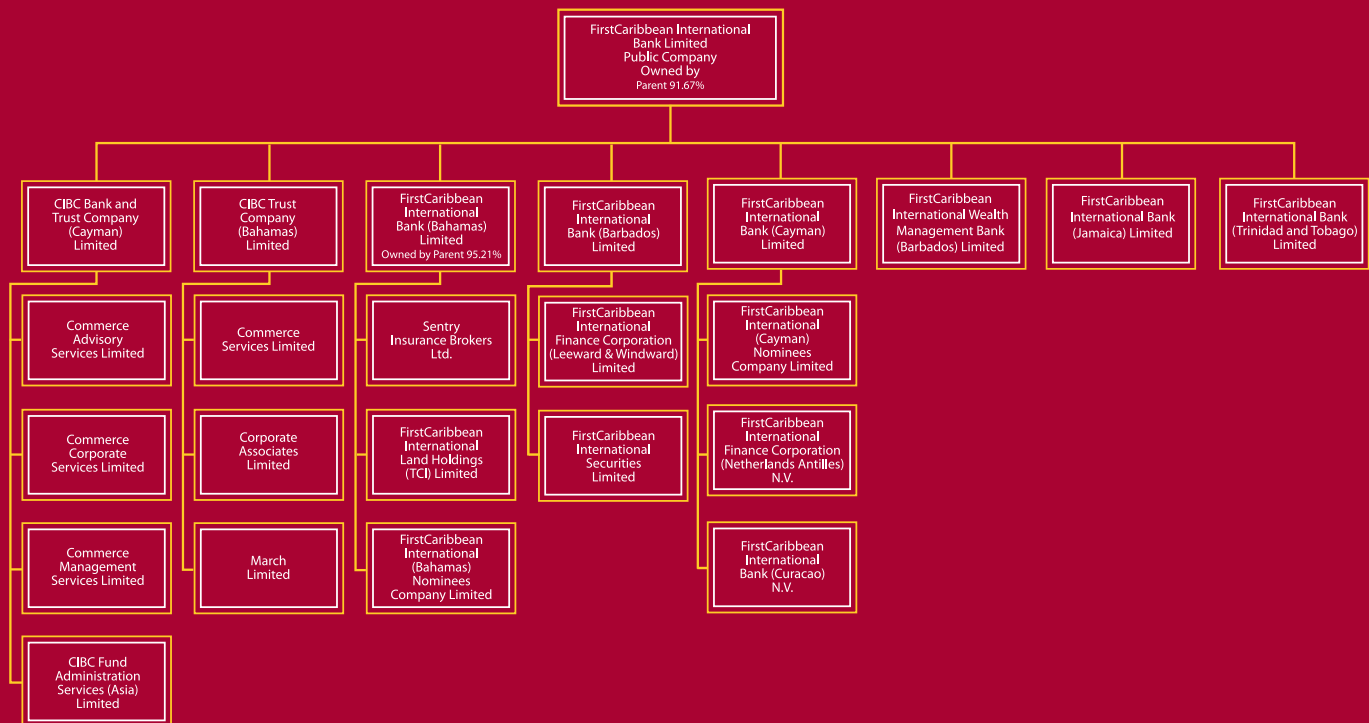 FirstCaribbean International
Bank Limited
Public Company
Owned by
Parent 91.67%
CIBC Bank and
Trust Company
(Cayman)
Limited
CIBC Trust
Company
(Bahamas)
Limited
FirstCaribbean
International
Bank (Bahamas)
Limited
Owned by Parent 95.21%
FirstCaribbean
International
Bank (Barbados)
Limited
FirstCaribbean
International
Bank (Cayman)
Limited
FirstCaribbean
International Wealth
Management Bank
(Barbados) Limited
FirstCaribbean
International Bank
(Jamaica) Limited
FirstCaribbean
International Bank
(Trinidad and Tobago)
Limited
Commerce
Advisory
Services Limited
Commerce
Services Limited
Sentry
Insurance Brokers
Ltd.
FirstCaribbean
International
Finance Corporation
(Leeward & Windward)
Limited
FirstCaribbean
International
(Cayman)
Nominees
Company Limited
Commerce
Corporate
Services Limited
Corporate
Associates
Limited
FirstCaribbean
International
Land Holdings
(TCI) Limited
FirstCaribbean
International
Securities
Limited
FirstCaribbean
International
Finance Corporation
(Netherlands Antilles)
N.V.
Commerce
Management
Services Limited
March
Limited
FirstCaribbean
International
(Bahamas)
Nominees
Company Limited
FirstCaribbean
International
Bank (Curacao)
N.V.
CIBC Fund
Administration
Services (Asia)
Limited